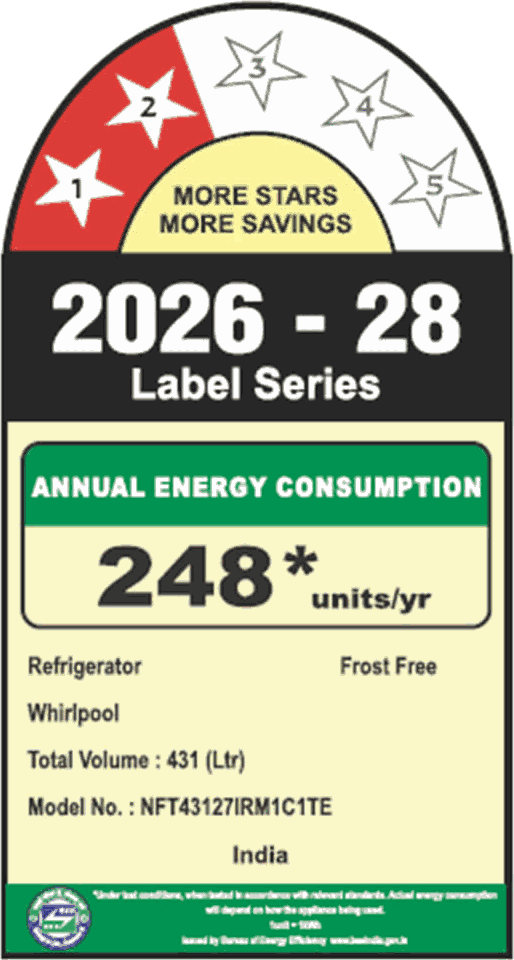 1 2 3 4 5
MORE STARS
MORE SAVINGS
2026 - 28
Label Series
ANNUAL ENERGY CONSUMPTION
248* units/yr
Refrigerator Frost Free
Whirlpool
Total Volume : 431 (Ltr)
Model No. : NFT43127IRM1C1TE
India
*Under test conditions, when tested in accordance with relevant standards. Actual energy consumption
will depend on how the appliance being used.
1unit = 1kWh
Issued by Bureau of Energy Efficiency www.beeindia.gov.in